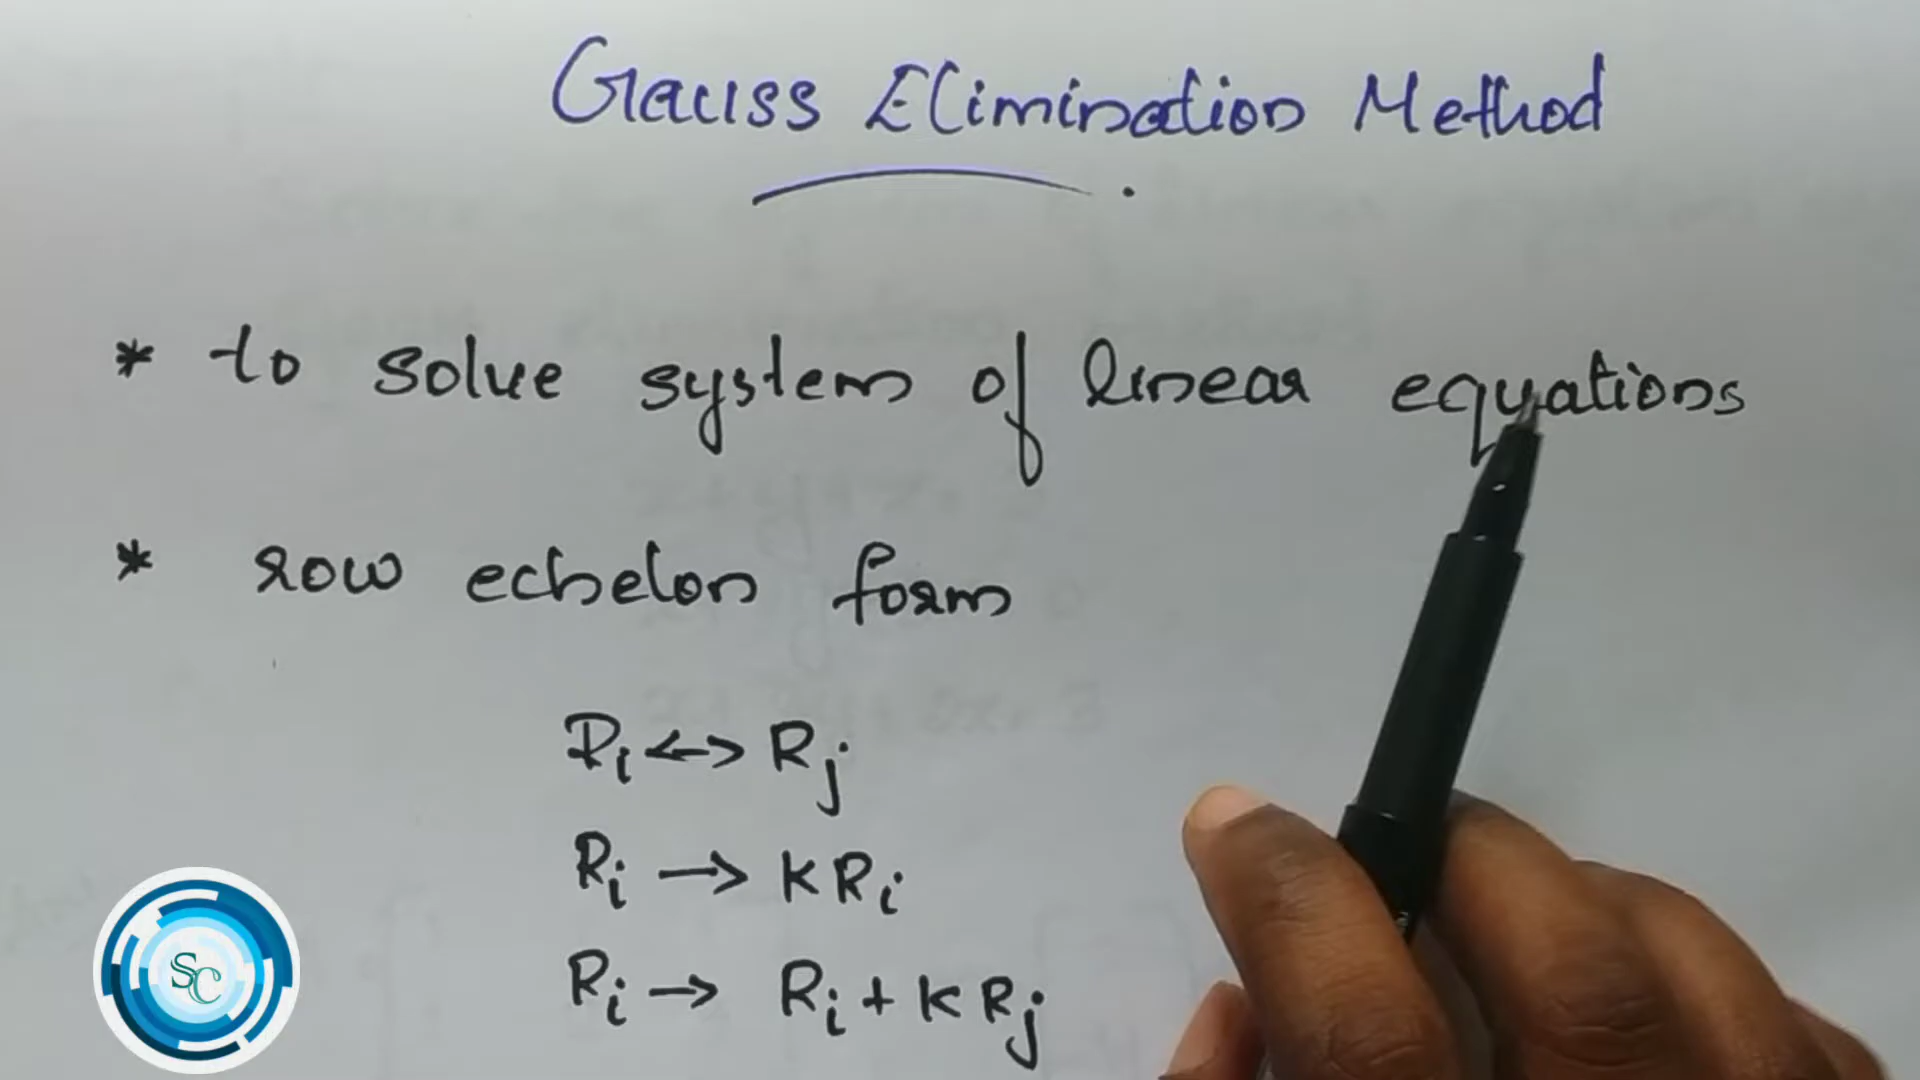 Gauss Elimination Method
* to solve system of linear equations
* row echelon form
Ri <-> Rj
Ri → KRi
Ri → Ri + KRj
SC